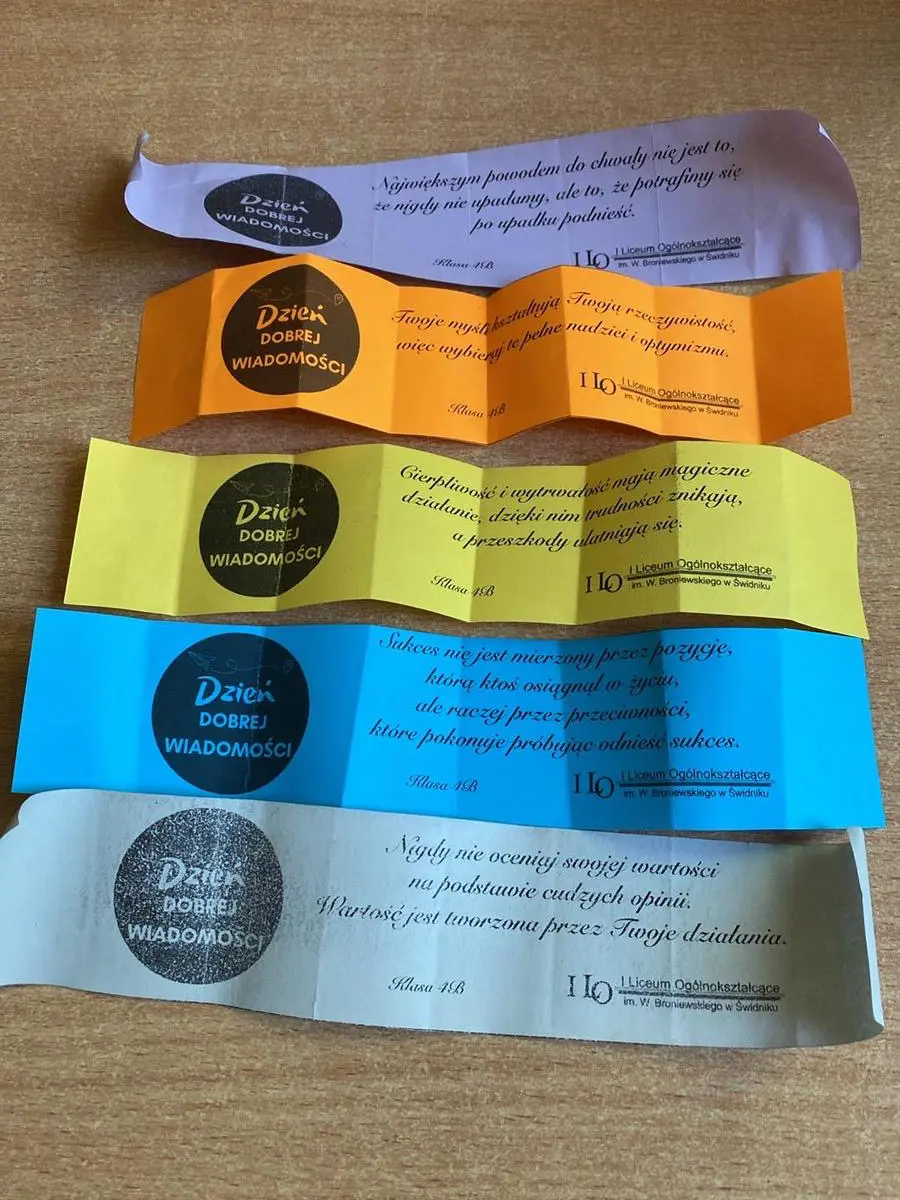 Dzień
DOBREJ
WIADOMOŚCI
Największym powodem do chwały nie jest to,
że nigdy nie upadamy, ale to, że potrafimy się
po upadku podnieść.
Klasa 4B
I LO I Liceum Ogólnokształcące
im. W. Broniewskiego w Świdniku
Dzień
DOBREJ
WIADOMOŚCI
Twoje myśli kształtują Twoją rzeczywistość,
więc wybieraj te pełne nadziei i optymizmu.
Klasa 4B
I LO I Liceum Ogólnokształcące
im. W. Broniewskiego w Świdniku
Dzień
DOBREJ
WIADOMOŚCI
Cierpliwość i wytrwałość mają magiczne
działanie, dzięki nim trudności znikają,
a przeszkody ulatniają się.
Klasa 4B
I LO I Liceum Ogólnokształcące
im. W. Broniewskiego w Świdniku
Dzień
DOBREJ
WIADOMOŚCI
Sukces nie jest mierzony przez pozycję,
którą ktoś osiągnął w życiu,
ale raczej przez przeciwności,
które pokonuje próbując odnieść sukces.
Klasa 4B
I LO I Liceum Ogólnokształcące
im. W. Broniewskiego w Świdniku
Dzień
DOBREJ
WIADOMOŚCI
Nigdy nie oceniaj swojej wartości
na podstawie cudzych opinii.
Wartość jest tworzona przez Twoje działania.
Klasa 4B
I LO I Liceum Ogólnokształcące
im. W. Broniewskiego w Świdniku